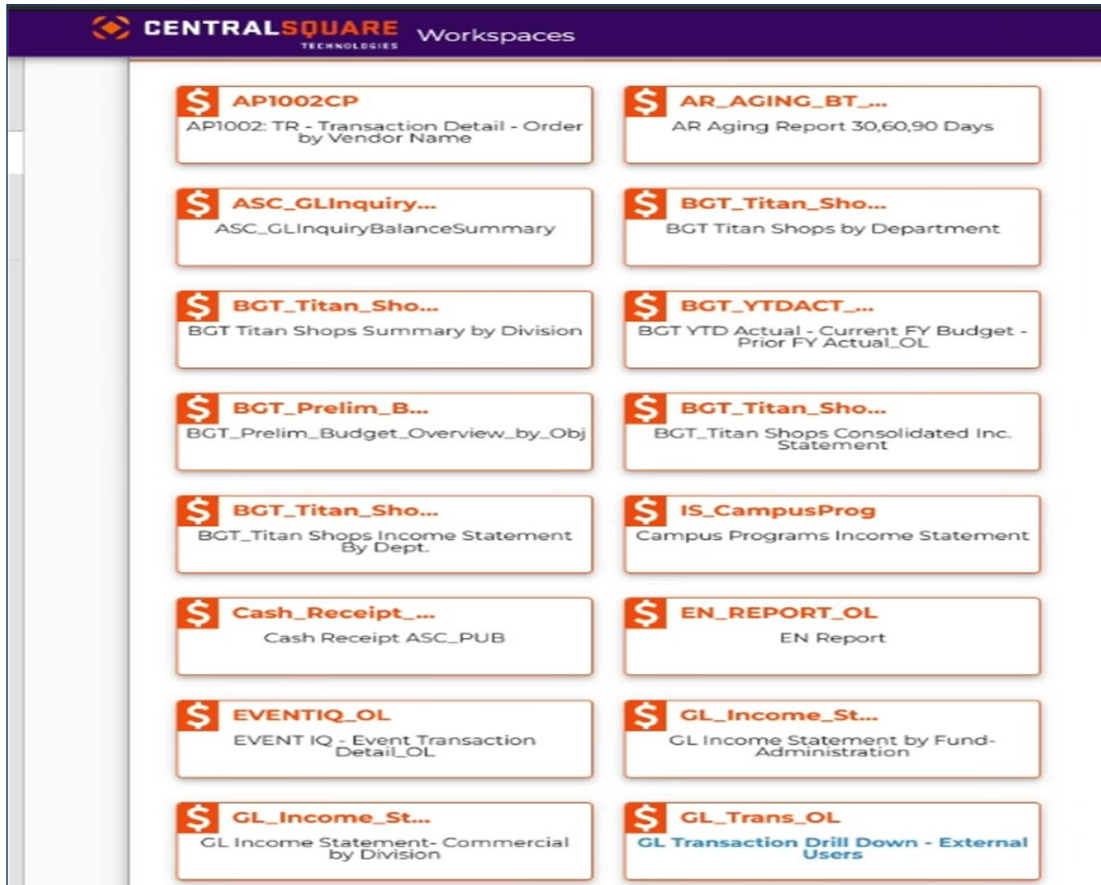 CENTRALSQUARE Workspaces
TECHNOLOGIES
$ AP1002CP
AP1002: TR - Transaction Detail - Order
by Vendor Name
$ AR_AGING_BT_...
AR Aging Report 30,60,90 Days
$ ASC_GLInquiry...
ASC_GLInquiryBalanceSummary
$ BGT_Titan_Sho...
BGT Titan Shops by Department
$ BGT_Titan_Sho...
BGT Titan Shops Summary by Division
$ BGT_YTDACT_...
BGT YTD Actual - Current FY Budget -
Prior FY Actual_OL
$ BGT_Prelim_B...
BGT_Prelim_Budget_Overview_by_Obj
$ BGT_Titan_Sho...
BGT_Titan Shops Consolidated Inc.
Statement
$ BGT_Titan_Sho...
BGT_Titan Shops Income Statement
By Dept.
$ IS_CampusProg
Campus Programs Income Statement
$ Cash_Receipt_...
Cash Receipt ASC_PUB
$ EN_REPORT_OL
EN Report
$ EVENTIQ_OL
EVENT IQ - Event Transaction
Detail_OL
$ GL_Income_St...
GL Income Statement by Fund-
Administration
$ GL_Income_St...
GL Income Statement- Commercial
by Division
$ GL_Trans_OL
GL Transaction Drill Down - External
Users